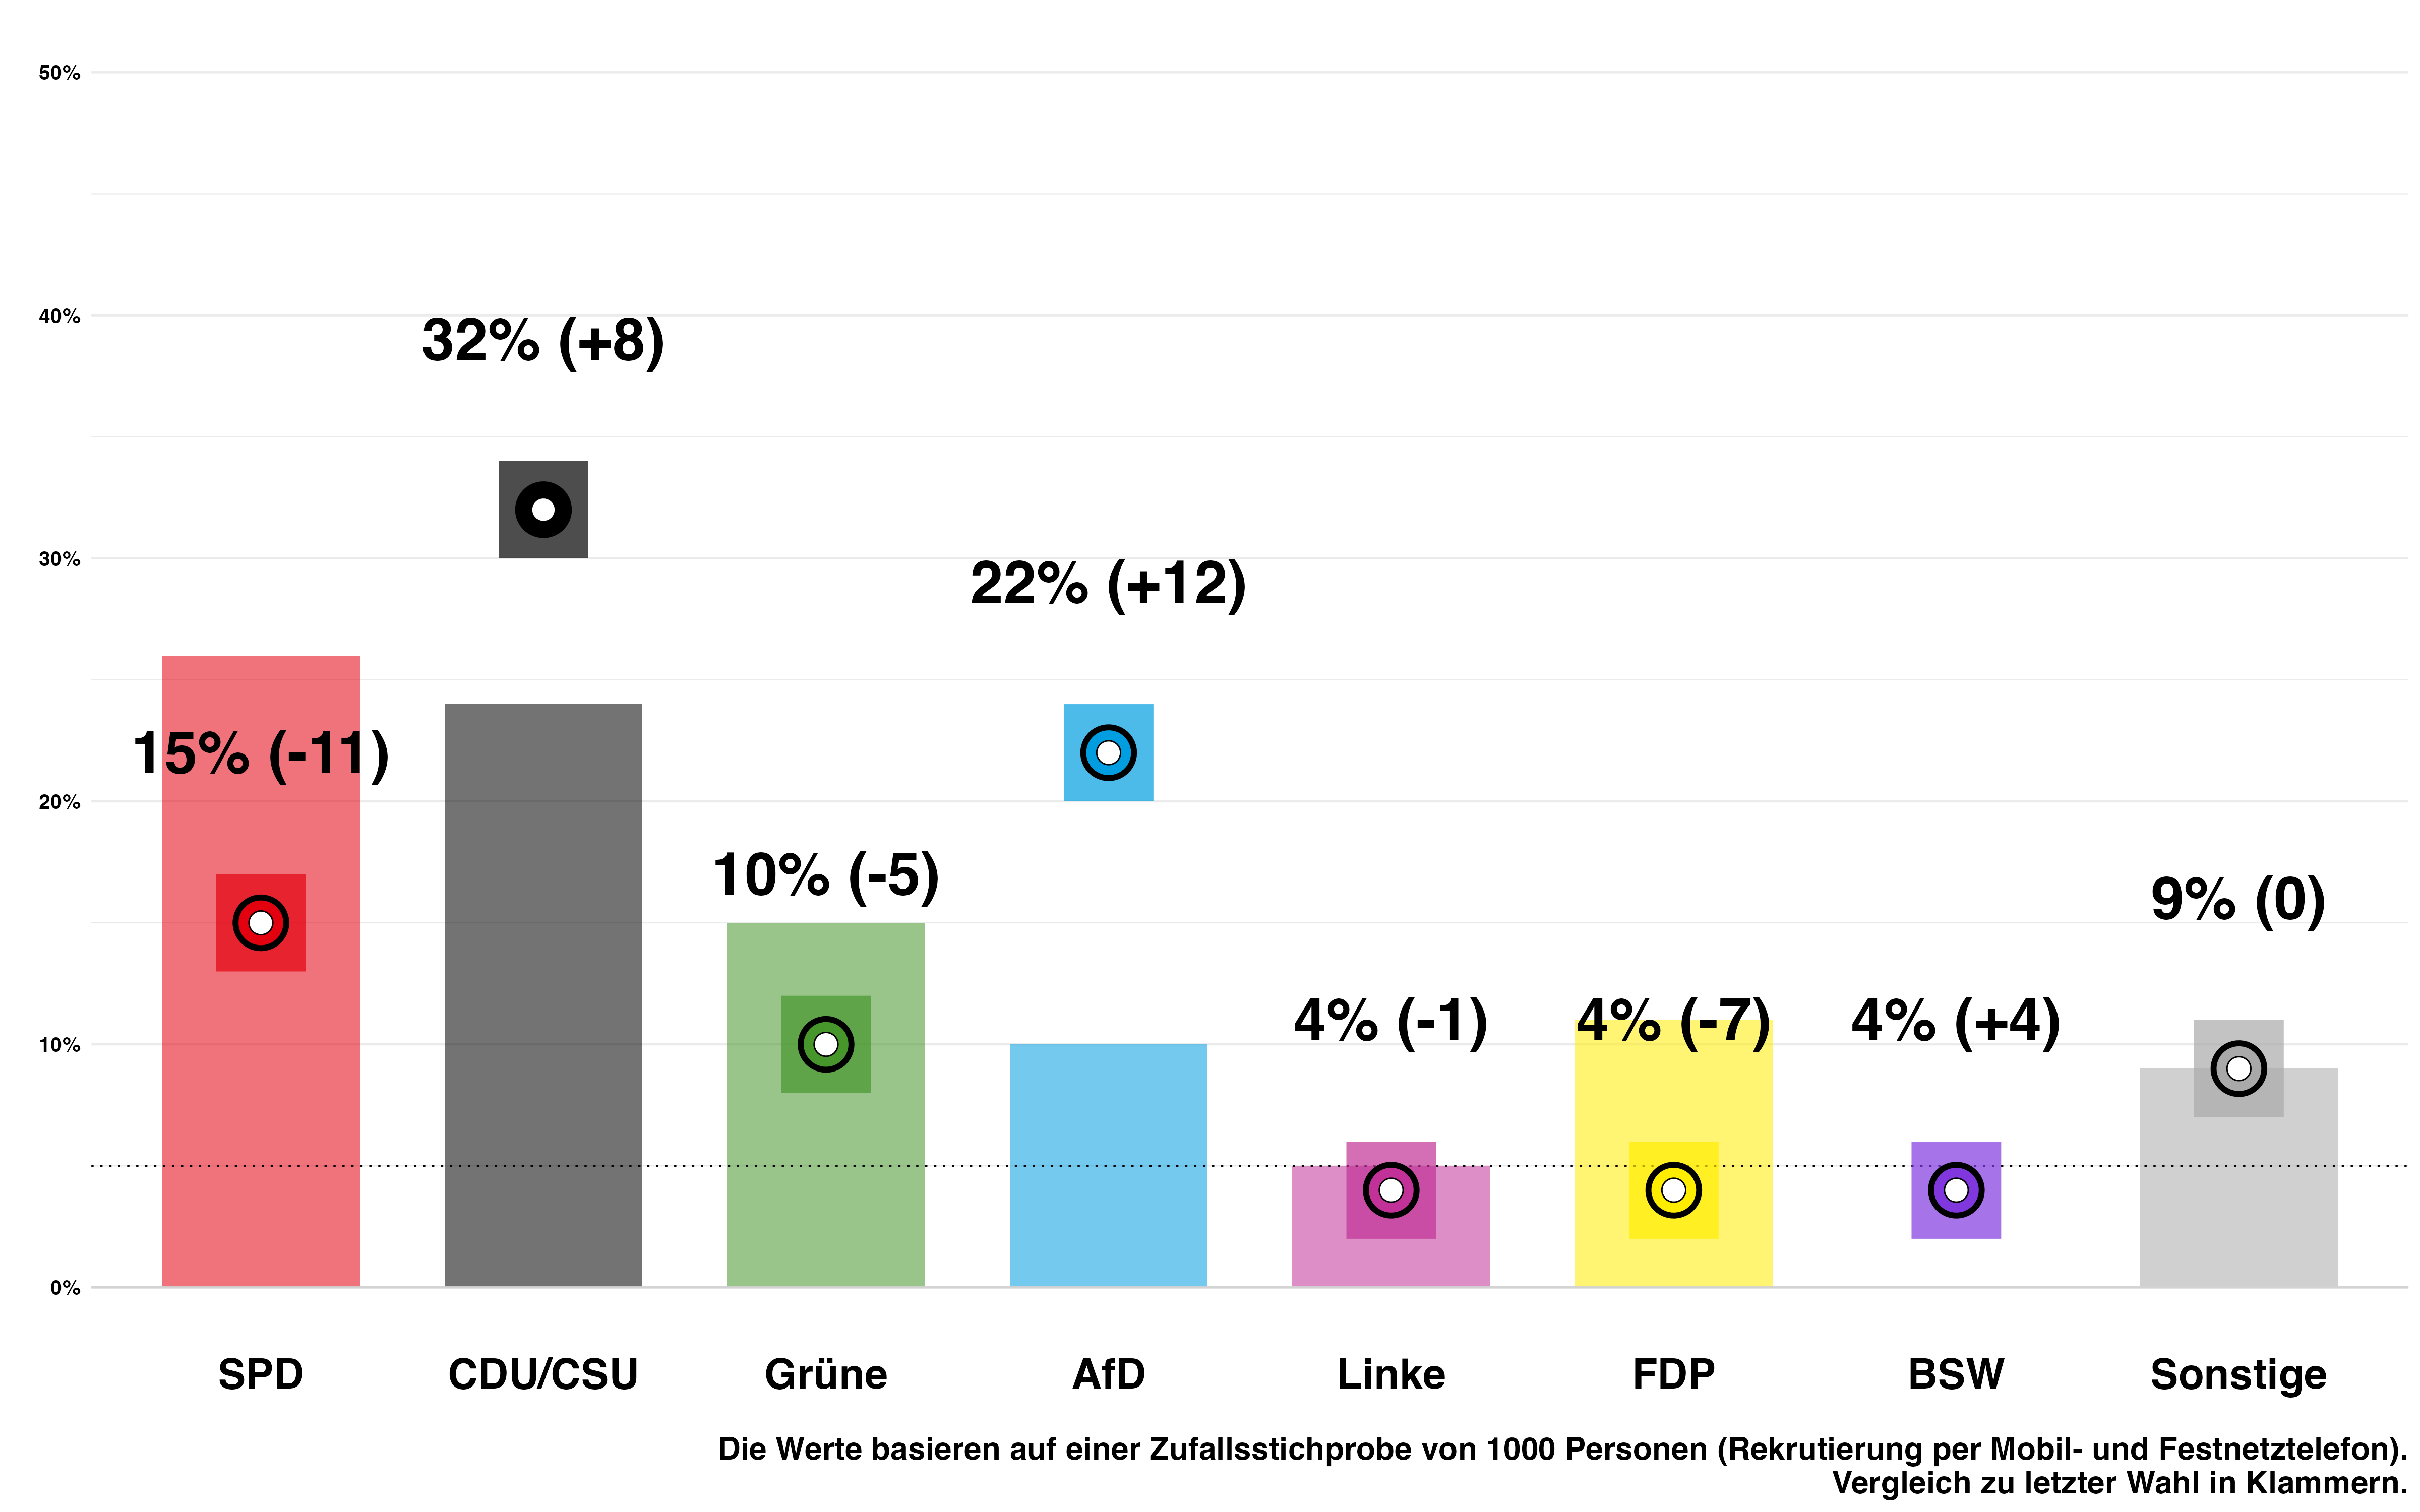 50%
40%
30%
20%
10%
0%
32% (+8)
22% (+12)
15% (-11)
10% (-5)
9% (0)
4% (-1)
4% (-7)
4% (+4)
SPD
CDU/CSU
Grüne
AfD
Linke
FDP
BSW
Sonstige
Die Werte basieren auf einer Zufallsstichprobe von 1000 Personen (Rekrutierung per Mobil- und Festnetztelefon).
Vergleich zu letzter Wahl in Klammern.